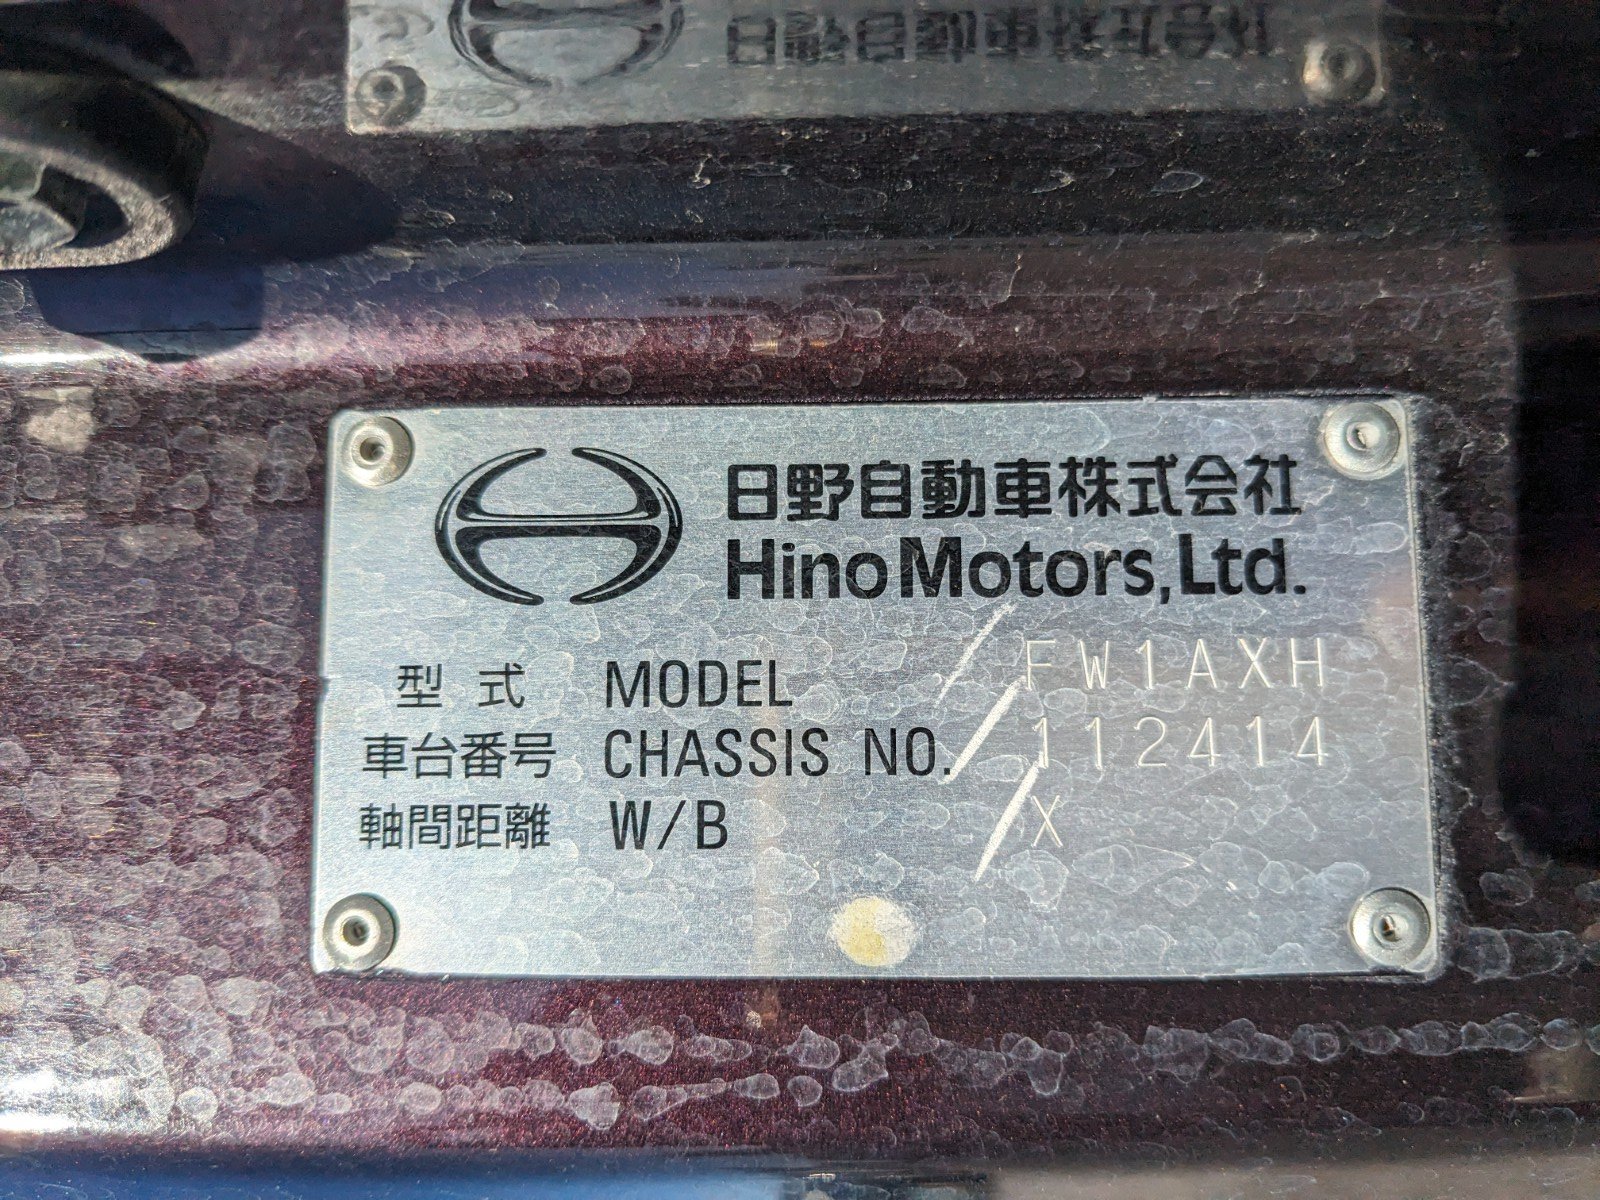 日野自動車株式会社
Hino Motors, Ltd.
型式 MODEL FW1AXH
車台番号 CHASSIS NO. 112414
軸間距離 W/B X